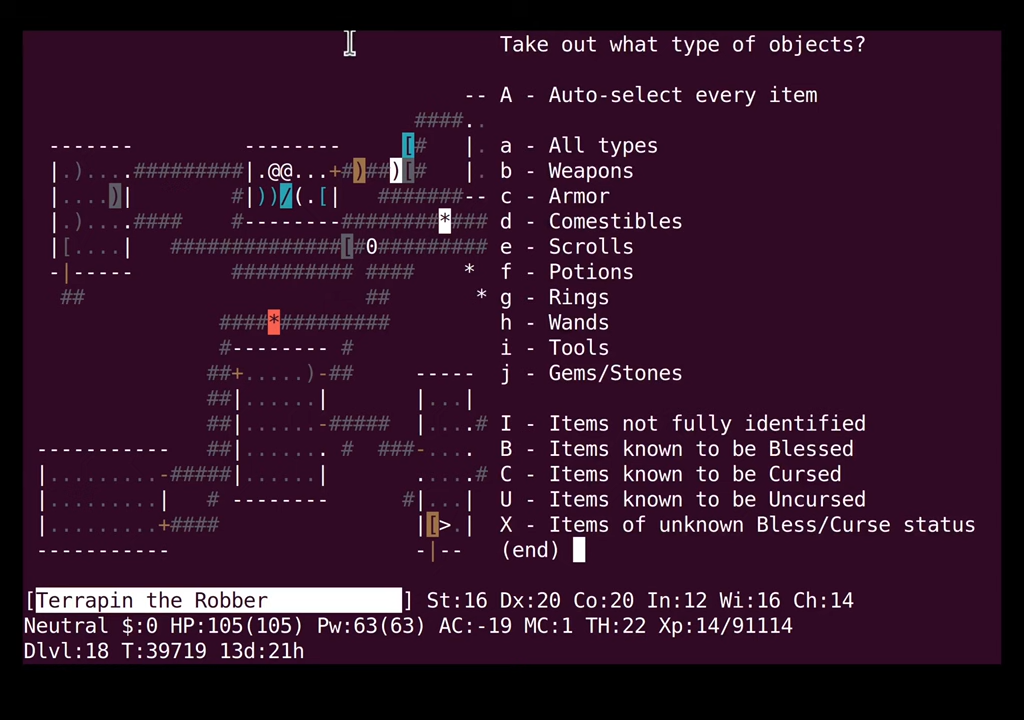 Take out what type of objects?
-- A - Auto-select every item
####..
------- -------- [# |. a - All types
|.)....#########|.@@...+#)##)[# |. b - Weapons
|....)| #|))/(.[| #######-- c - Armor
|.)....#### #--------########*### d - Comestibles
|[....| ##############[#0######### e - Scrolls
-|----- ########## #### * f - Potions
## ## * g - Rings
####*######### h - Wands
#-------- # i - Tools
##+.....)-## ----- j - Gems/Stones
##|......| |...|
##|......-##### |....# I - Items not fully identified
----------- ##|....... # ###-.... B - Items known to be Blessed
|.........-#####|......| .....# C - Items known to be Cursed
|.........| # -------- #|...| U - Items known to be Uncursed
|.........+#### |[>.| X - Items of unknown Bless/Curse status
----------- -|-- (end)
[Terrapin the Robber ] St:16 Dx:20 Co:20 In:12 Wi:16 Ch:14
Neutral $:0 HP:105(105) Pw:63(63) AC:-19 MC:1 TH:22 Xp:14/91114
Dlvl:18 T:39719 13d:21h